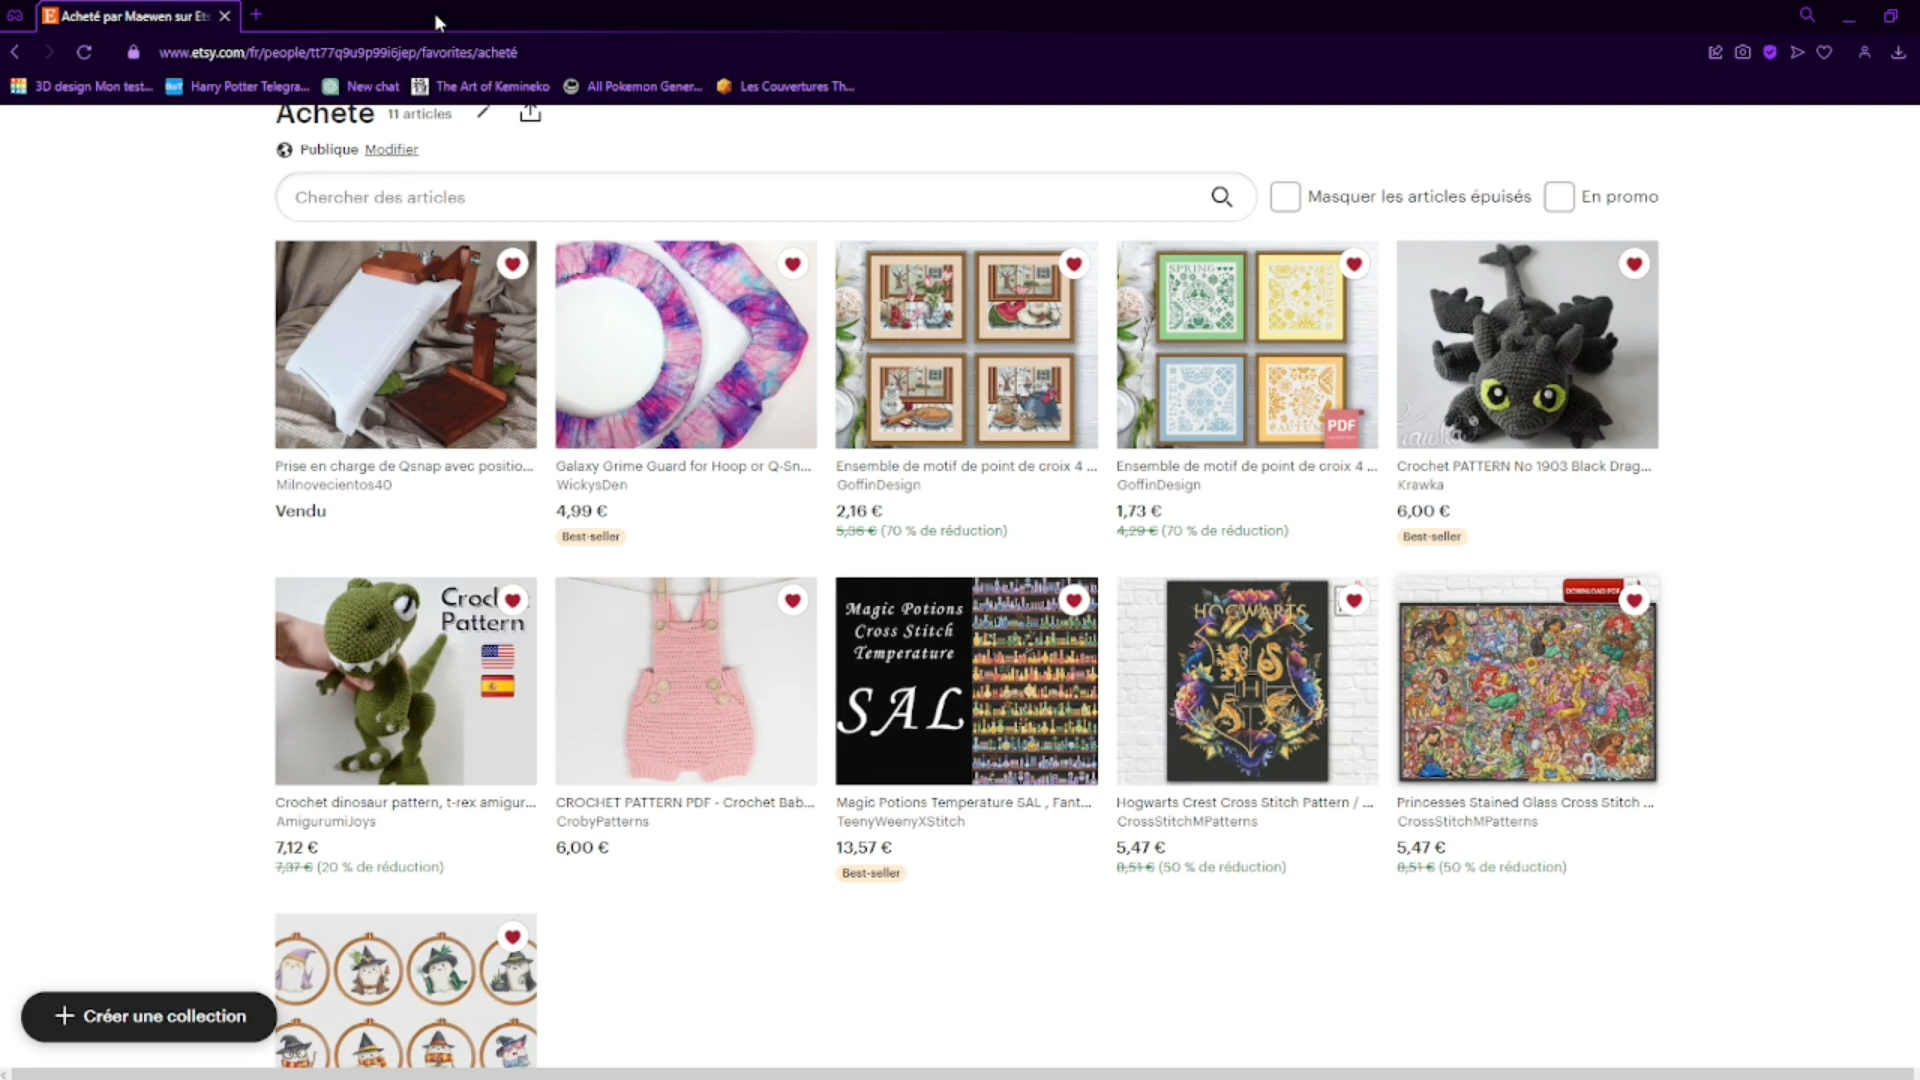 Acheté par Maewen sur Et
www.etsy.com/fr/people/tt77q9u9p99i6jep/favorites/acheté
3D design Mon test... Harry Potter Telegra... New chat The Art of Kemineko All Pokemon Gener... Les Couvertures Th...
Acheté 11 articles
Publique Modifier
Chercher des articles Masquer les articles épuisés En promo
SPRING
PDF
Prise en charge de Qsnap avec positio...
Milnovecientos40
Vendu
Galaxy Grime Guard for Hoop or Q-Sn...
WickysDen
4,99 €
Best-seller
Ensemble de motif de point de croix 4 ...
GoffinDesign
2,16 €
5,36 € (70 % de réduction)
Ensemble de motif de point de croix 4 ...
GoffinDesign
1,73 €
4,29 € (70 % de réduction)
Crochet PATTERN No 1903 Black Drag...
Krawka
6,00 €
Best-seller
Pattern
Magic Potions
Cross Stitch
Temperature
SAL
HOGWARTS
H
DOWNLOAD PDF
Crochet dinosaur pattern, t-rex amigur...
AmigurumiJoys
7,12 €
7,37 € (20 % de réduction)
CROCHET PATTERN PDF - Crochet Bab...
CrobyPatterns
6,00 €
Magic Potions Temperature SAL , Fant...
TeenyWeenyXStitch
13,57 €
Best-seller
Hogwarts Crest Cross Stitch Pattern / ...
CrossStitchMPatterns
5,47 €
8,51 € (50 % de réduction)
Princesses Stained Glass Cross Stitch ...
CrossStitchMPatterns
5,47 €
8,51 € (50 % de réduction)
Créer une collection